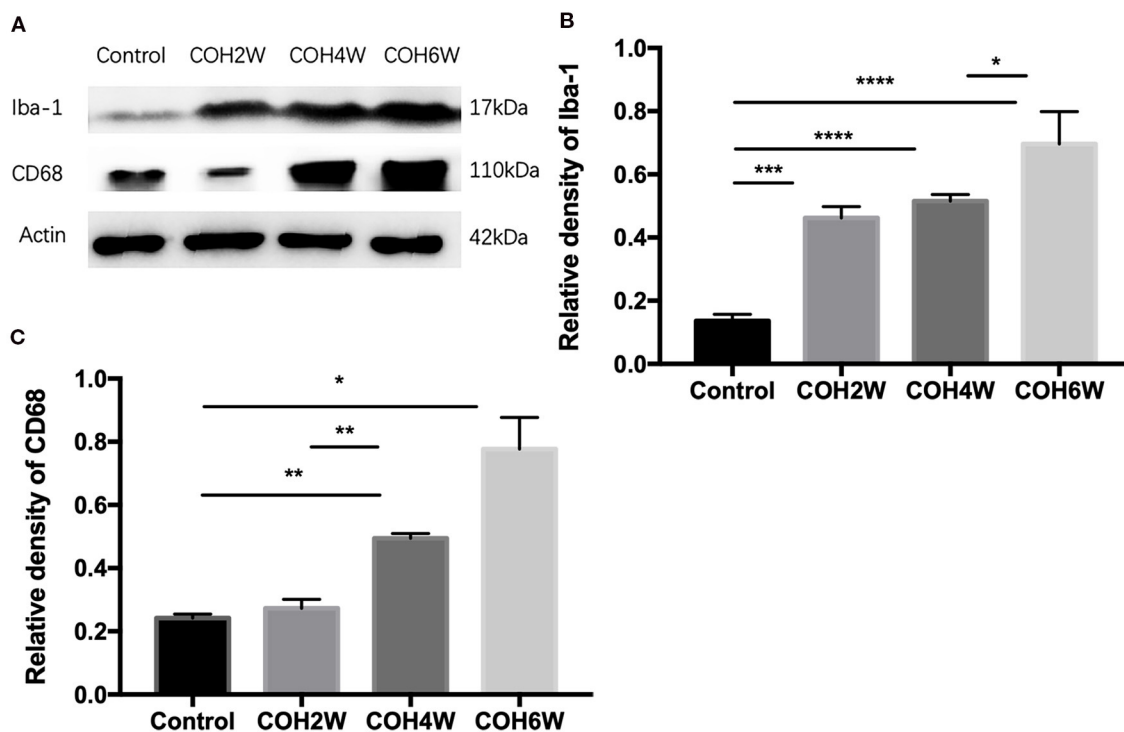 A
Control COH2W COH4W COH6W
Iba-1 17kDa
CD68 110kDa
Actin 42kDa
B
Relative density of Iba-1
1.0
0.8
0.6
0.4
0.2
0.0
*
****
****
***
Control COH2W COH4W COH6W
C
Relative density of CD68
1.0
0.8
0.6
0.4
0.2
0.0
*
**
**
Control COH2W COH4W COH6W